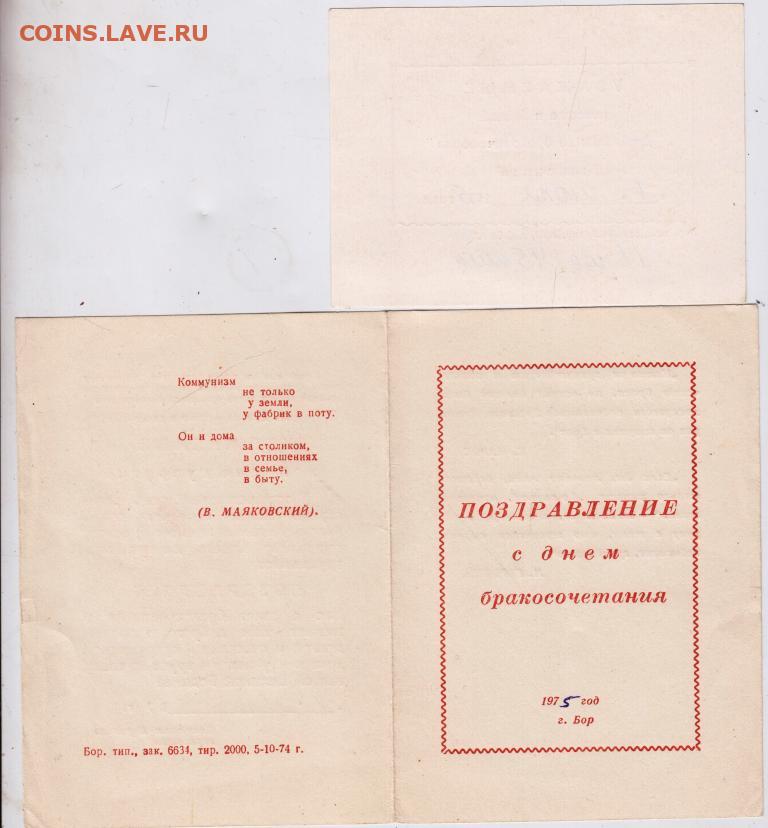 COINS.LAVE.RU
Коммунизм
не только
у земли,
у фабрик в поту.
Он и дома
за столиком,
в отношениях
в семье,
в быту.
(В. МАЯКОВСКИЙ).
Бор. тип., зак. 6634, тир. 2000, 5-10-74 г.
ПОЗДРАВЛЕНИЕ
с днем
бракосочетания
1975 год
г. Бор